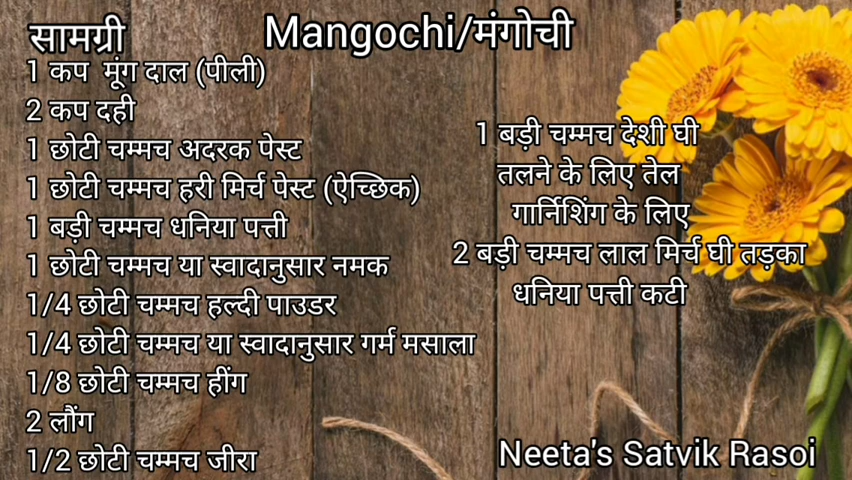 Mangochi/मंगोची
सामग्री
1 कप मूंग दाल (पीली)
2 कप दही
1 छोटी चम्मच अदरक पेस्ट
1 छोटी चम्मच हरी मिर्च पेस्ट (ऐच्छिक)
1 बड़ी चम्मच धनिया पत्ती
1 छोटी चम्मच या स्वादानुसार नमक
1/4 छोटी चम्मच हल्दी पाउडर
1/4 छोटी चम्मच या स्वादानुसार गर्म मसाला
1/8 छोटी चम्मच हींग
2 लौंग
1/2 छोटी चम्मच जीरा
1 बड़ी चम्मच देशी घी
तलने के लिए तेल
गार्निशिंग के लिए
2 बड़ी चम्मच लाल मिर्च घी तड़का
धनिया पत्ती कटी
Neeta's Satvik Rasoi